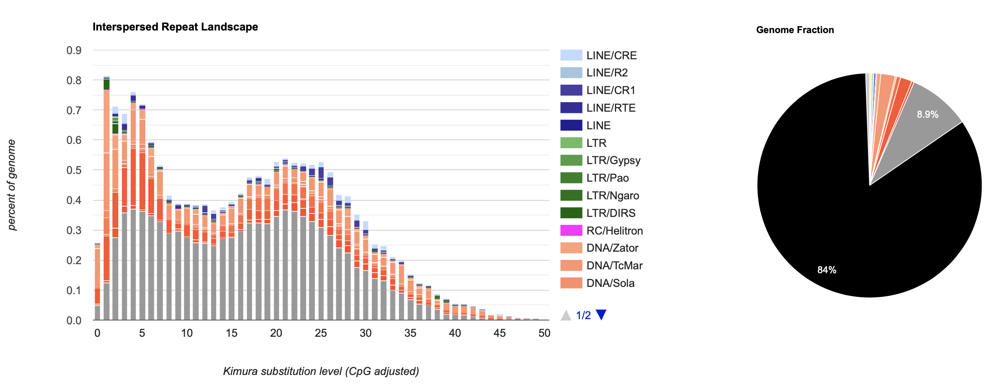 Interspersed Repeat Landscape
percent of genome
0.9
0.8
0.7
0.6
0.5
0.4
0.3
0.2
0.1
0.0
0 5 10 15 20 25 30 35 40 45 50
Kimura substitution level (CpG adjusted)
LINE/CRE
LINE/R2
LINE/CR1
LINE/RTE
LINE
LTR
LTR/Gypsy
LTR/Pao
LTR/Ngaro
LTR/DIRS
RC/Helitron
DNA/Zator
DNA/TcMar
DNA/Sola
1/2
Genome Fraction
8.9%
84%